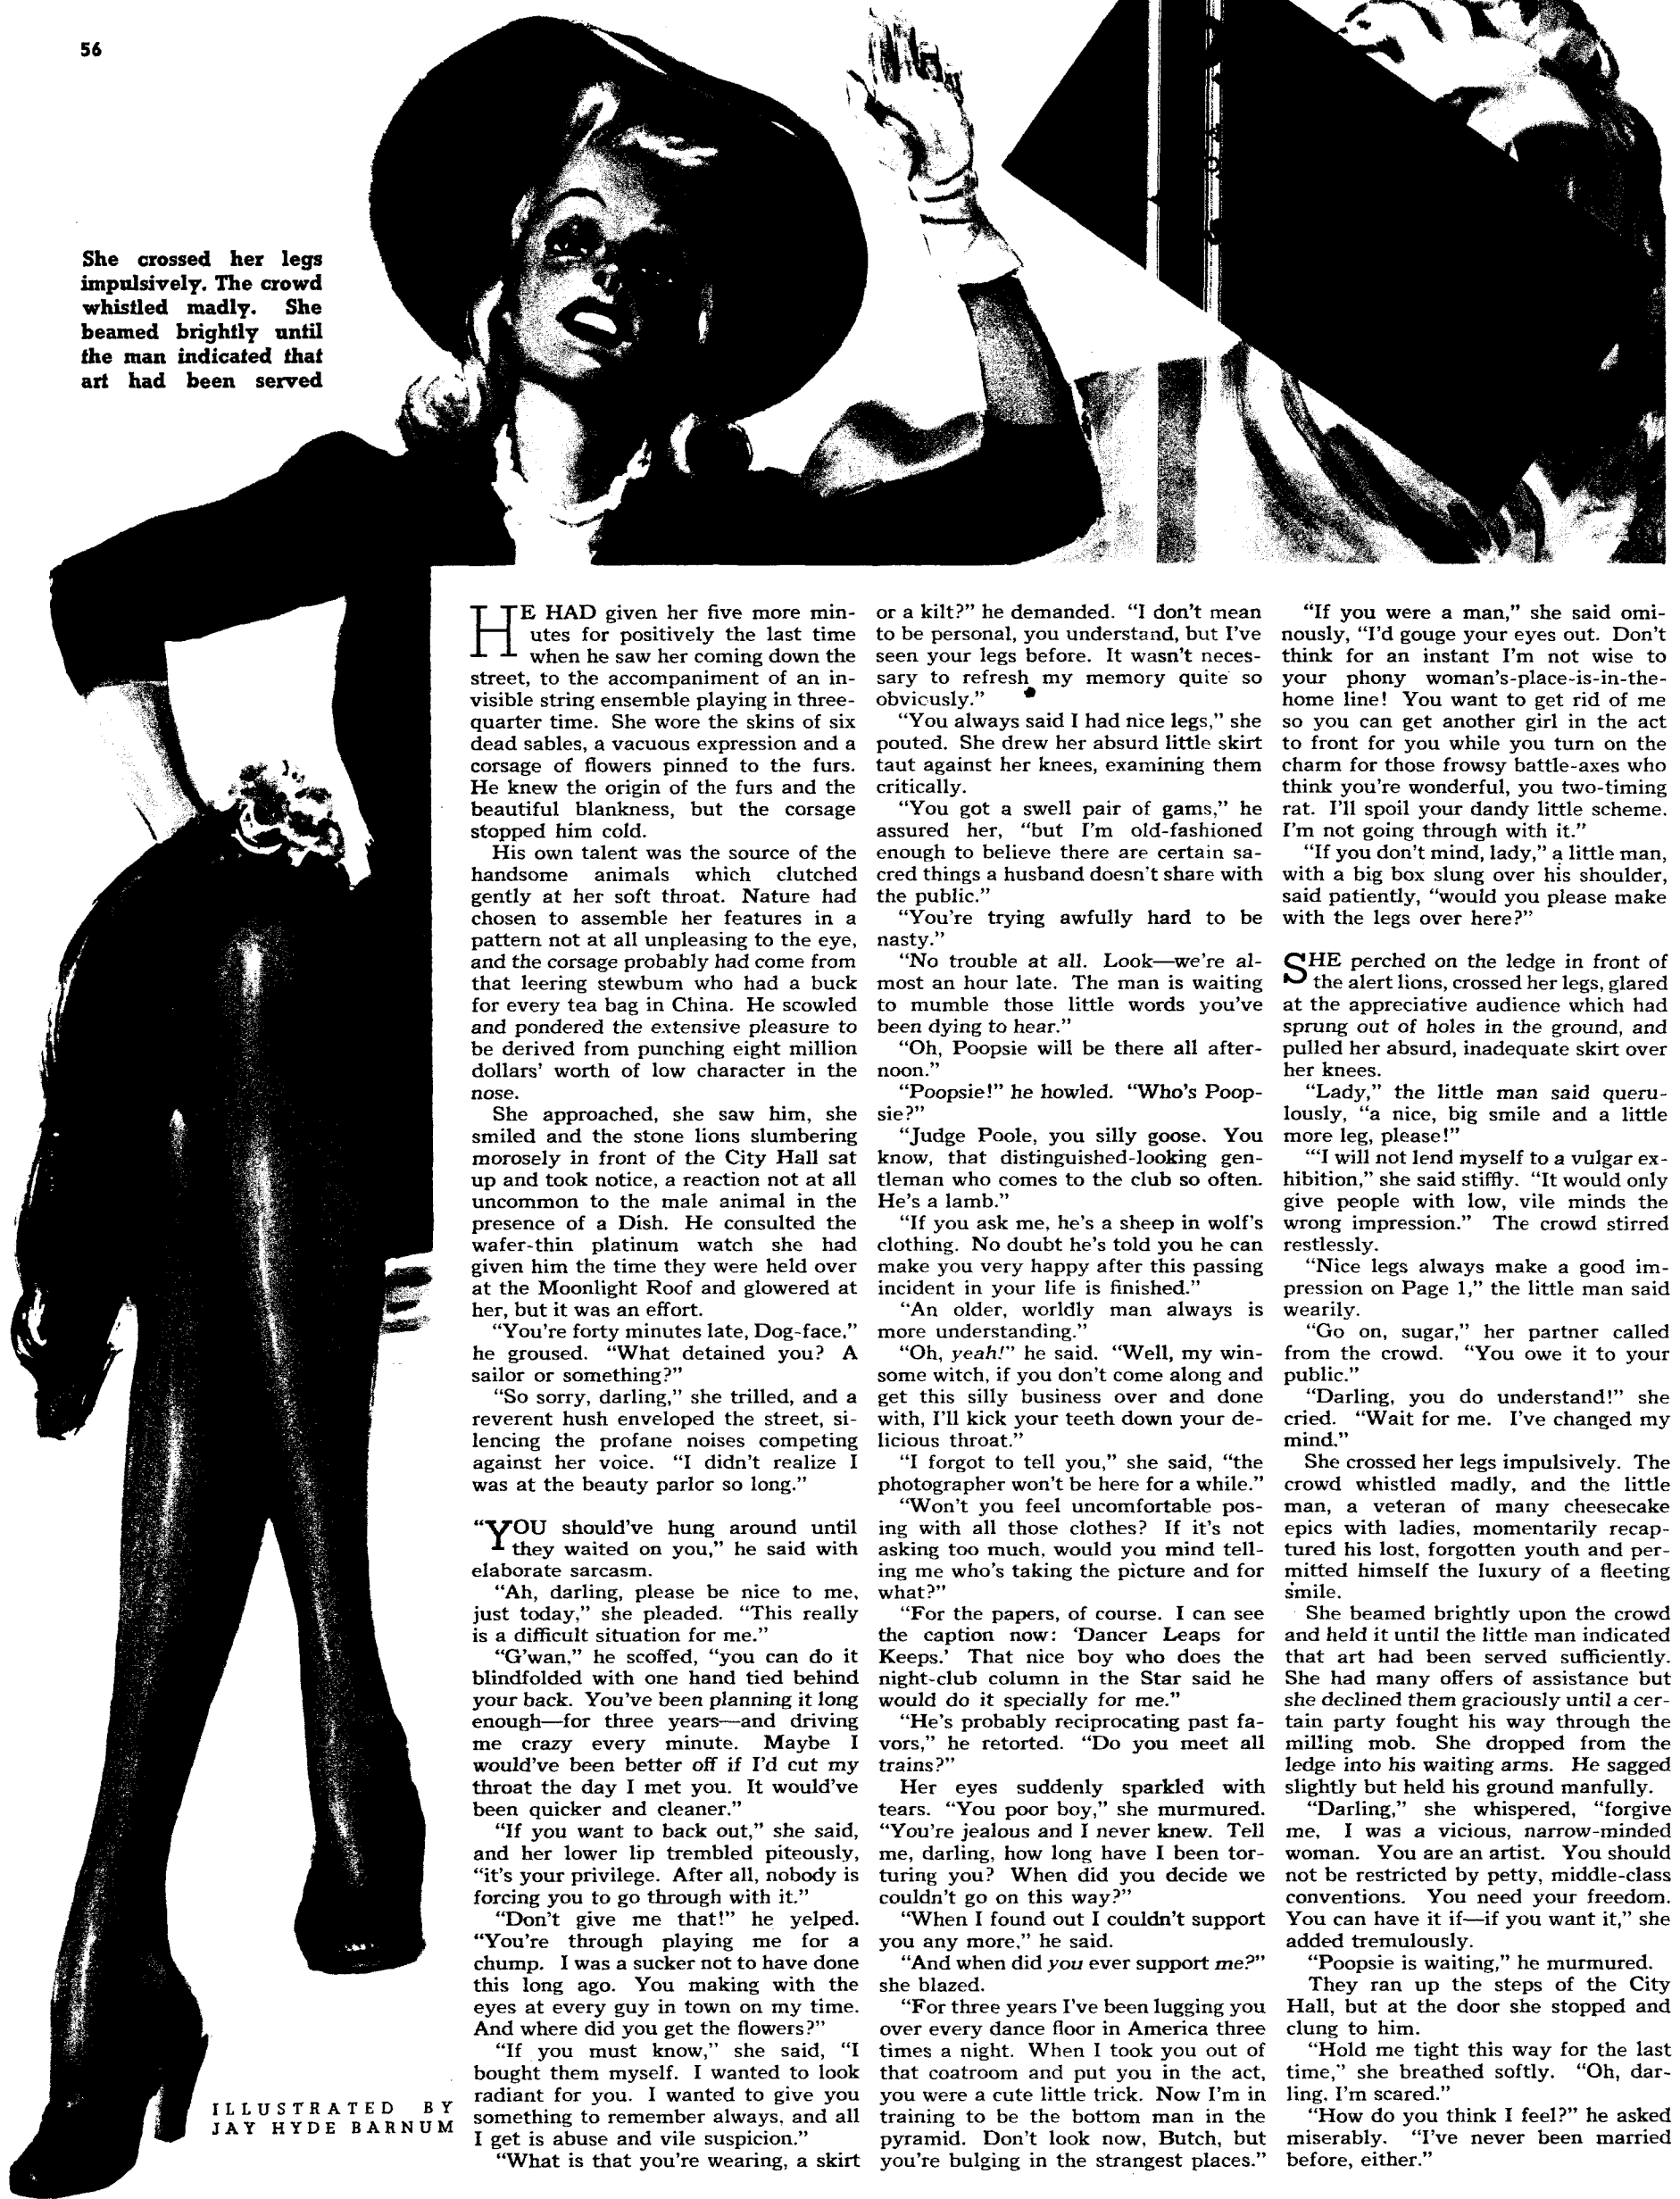 56
She crossed her legs
impulsively. The crowd
whistled madly. She
beamed brightly until
the man indicated that
art had been served
HE HAD given her five more min-
utes for positively the last time
when he saw her coming down the
street, to the accompaniment of an in-
visible string ensemble playing in three-
quarter time. She wore the skins of six
dead sables, a vacuous expression and a
corsage of flowers pinned to the furs.
He knew the origin of the furs and the
beautiful blankness, but the corsage
stopped him cold.
His own talent was the source of the
handsome animals which clutched
gently at her soft throat. Nature had
chosen to assemble her features in a
pattern not at all unpleasing to the eye,
and the corsage probably had come from
that leering stewbum who had a buck
for every tea bag in China. He scowled
and pondered the extensive pleasure to
be derived from punching eight million
dollars' worth of low character in the
nose.
She approached, she saw him, she
smiled and the stone lions slumbering
morosely in front of the City Hall sat
up and took notice, a reaction not at all
uncommon to the male animal in the
presence of a Dish. He consulted the
wafer-thin platinum watch she had
given him the time they were held over
at the Moonlight Roof and glowered at
her, but it was an effort.
"You're forty minutes late, Dog-face,"
he groused. "What detained you? A
sailor or something?"
"So sorry, darling," she trilled, and a
reverent hush enveloped the street, si-
lencing the profane noises competing
against her voice. "I didn't realize I
was at the beauty parlor so long."
"YOU should've hung around until
they waited on you," he said with
elaborate sarcasm.
"Ah, darling, please be nice to me,
just today," she pleaded. "This really
is a difficult situation for me."
"G'wan," he scoffed, "you can do it
blindfolded with one hand tied behind
your back. You've been planning it long
enough—for three years—and driving
me crazy every minute. Maybe I
would've been better off if I'd cut my
throat the day I met you. It would've
been quicker and cleaner."
"If you want to back out," she said,
and her lower lip trembled piteously,
"it's your privilege. After all, nobody is
forcing you to go through with it."
"Don't give me that!" he yelped.
"You're through playing me for a
chump. I was a sucker not to have done
this long ago. You making with the
eyes at every guy in town on my time.
And where did you get the flowers?"
"If you must know," she said, "I
bought them myself. I wanted to look
radiant for you. I wanted to give you
something to remember always, and all
I get is abuse and vile suspicion."
"What is that you're wearing, a skirt
or a kilt?" he demanded. "I don't mean
to be personal, you understand, but I've
seen your legs before. It wasn't neces-
sary to refresh my memory quite so
obviously."
"You always said I had nice legs," she
pouted. She drew her absurd little skirt
taut against her knees, examining them
critically.
"You got a swell pair of gams," he
assured her, "but I'm old-fashioned
enough to believe there are certain sa-
cred things a husband doesn't share with
the public."
"You're trying awfully hard to be
nasty."
"No trouble at all. Look—we're al-
most an hour late. The man is waiting
to mumble those little words you've
been dying to hear."
"Oh, Poopsie will be there all after-
noon."
"Poopsie!" he howled. "Who's Poop-
sie?"
"Judge Poole, you silly goose. You
know, that distinguished-looking gen-
tleman who comes to the club so often.
He's a lamb."
"If you ask me, he's a sheep in wolf's
clothing. No doubt he's told you he can
make you very happy after this passing
incident in your life is finished."
"An older, worldly man always is
more understanding."
"Oh, yeah!" he said. "Well, my win-
some witch, if you don't come along and
get this silly business over and done
with, I'll kick your teeth down your de-
licious throat."
"I forgot to tell you," she said, "the
photographer won't be here for a while."
"Won't you feel uncomfortable pos-
ing with all those clothes? If it's not
asking too much, would you mind tell-
ing me who's taking the picture and for
what?"
"For the papers, of course. I can see
the caption now: 'Dancer Leaps for
Keeps.' That nice boy who does the
night-club column in the Star said he
would do it specially for me."
"He's probably reciprocating past fa-
vors," he retorted. "Do you meet all
trains?"
Her eyes suddenly sparkled with
tears. "You poor boy," she murmured.
"You're jealous and I never knew. Tell
me, darling, how long have I been tor-
turing you? When did you decide we
couldn't go on this way?"
"When I found out I couldn't support
you any more," he said.
"And when did you ever support me?"
she blazed.
"For three years I've been lugging you
over every dance floor in America three
times a night. When I took you out of
that coatroom and put you in the act,
you were a cute little trick. Now I'm in
training to be the bottom man in the
pyramid. Don't look now, Butch, but
you're bulging in the strangest places."
"If you were a man," she said omi-
nously, "I'd gouge your eyes out. Don't
think for an instant I'm not wise to
your phony woman's-place-is-in-the-
home line! You want to get rid of me
so you can get another girl in the act
to front for you while you turn on the
charm for those frowsy battle-axes who
think you're wonderful, you two-timing
rat. I'll spoil your dandy little scheme.
I'm not going through with it."
"If you don't mind, lady," a little man,
with a big box slung over his shoulder,
said patiently, "would you please make
with the legs over here?"
SHE perched on the ledge in front of
the alert lions, crossed her legs, glared
at the appreciative audience which had
sprung out of holes in the ground, and
pulled her absurd, inadequate skirt over
her knees.
"Lady," the little man said queru-
lously, "a nice, big smile and a little
more leg, please!"
"'I will not lend myself to a vulgar ex-
hibition," she said stiffly. "It would only
give people with low, vile minds the
wrong impression." The crowd stirred
restlessly.
"Nice legs always make a good im-
pression on Page 1," the little man said
wearily.
"Go on, sugar," her partner called
from the crowd. "You owe it to your
public."
"Darling, you do understand!" she
cried. "Wait for me. I've changed my
mind."
She crossed her legs impulsively. The
crowd whistled madly, and the little
man, a veteran of many cheesecake
epics with ladies, momentarily recap-
tured his lost, forgotten youth and per-
mitted himself the luxury of a fleeting
smile.
She beamed brightly upon the crowd
and held it until the little man indicated
that art had been served sufficiently.
She had many offers of assistance but
she declined them graciously until a cer-
tain party fought his way through the
milling mob. She dropped from the
ledge into his waiting arms. He sagged
slightly but held his ground manfully.
"Darling," she whispered, "forgive
me, I was a vicious, narrow-minded
woman. You are an artist. You should
not be restricted by petty, middle-class
conventions. You need your freedom.
You can have it if—if you want it," she
added tremulously.
"Poopsie is waiting," he murmured.
They ran up the steps of the City
Hall, but at the door she stopped and
clung to him.
"Hold me tight this way for the last
time," she breathed softly. "Oh, dar-
ling, I'm scared."
"How do you think I feel?" he asked
miserably. "I've never been married
before, either."
ILLUSTRATED BY
JAY HYDE BARNUM